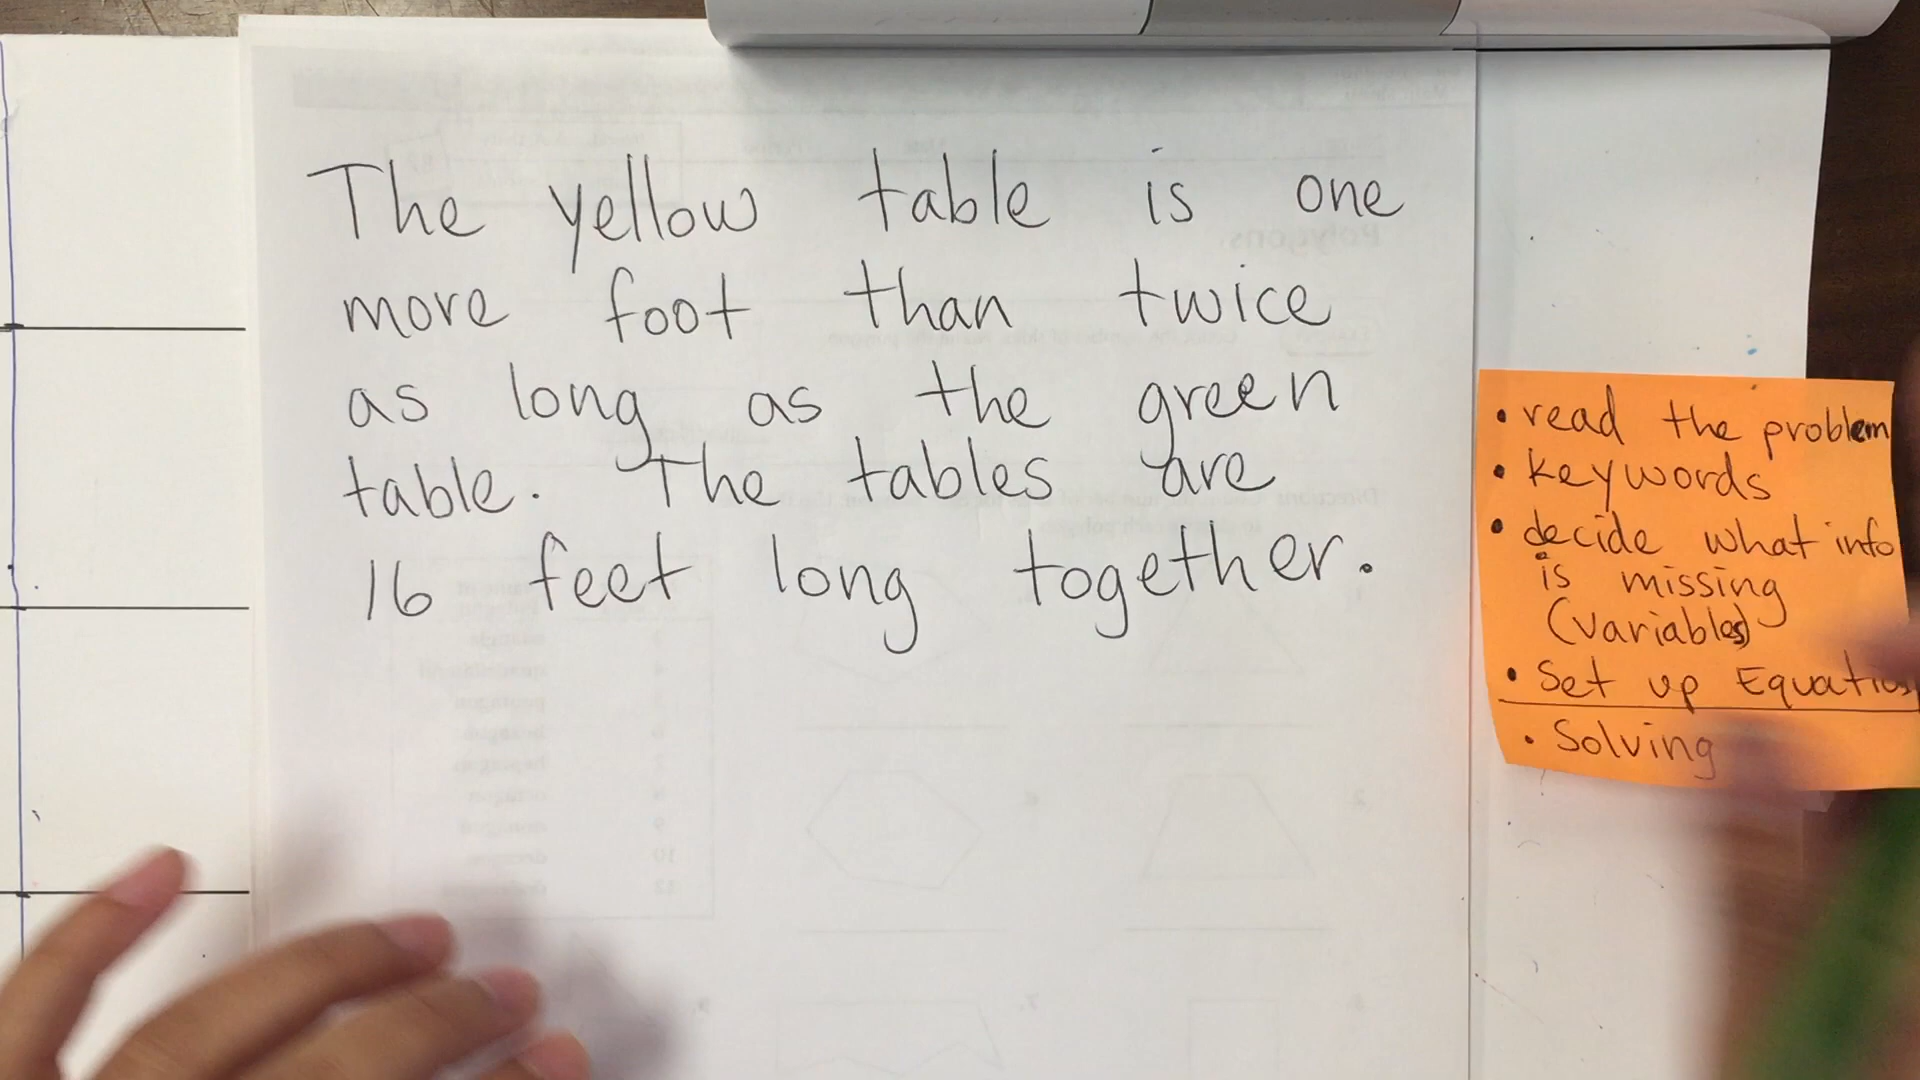 The yellow table is one
more foot than twice
as long as the green
table. The tables are
16 feet long together.
• read the problem
• keywords
• decide what info
is missing
(variables)
• Set up Equation
• Solving